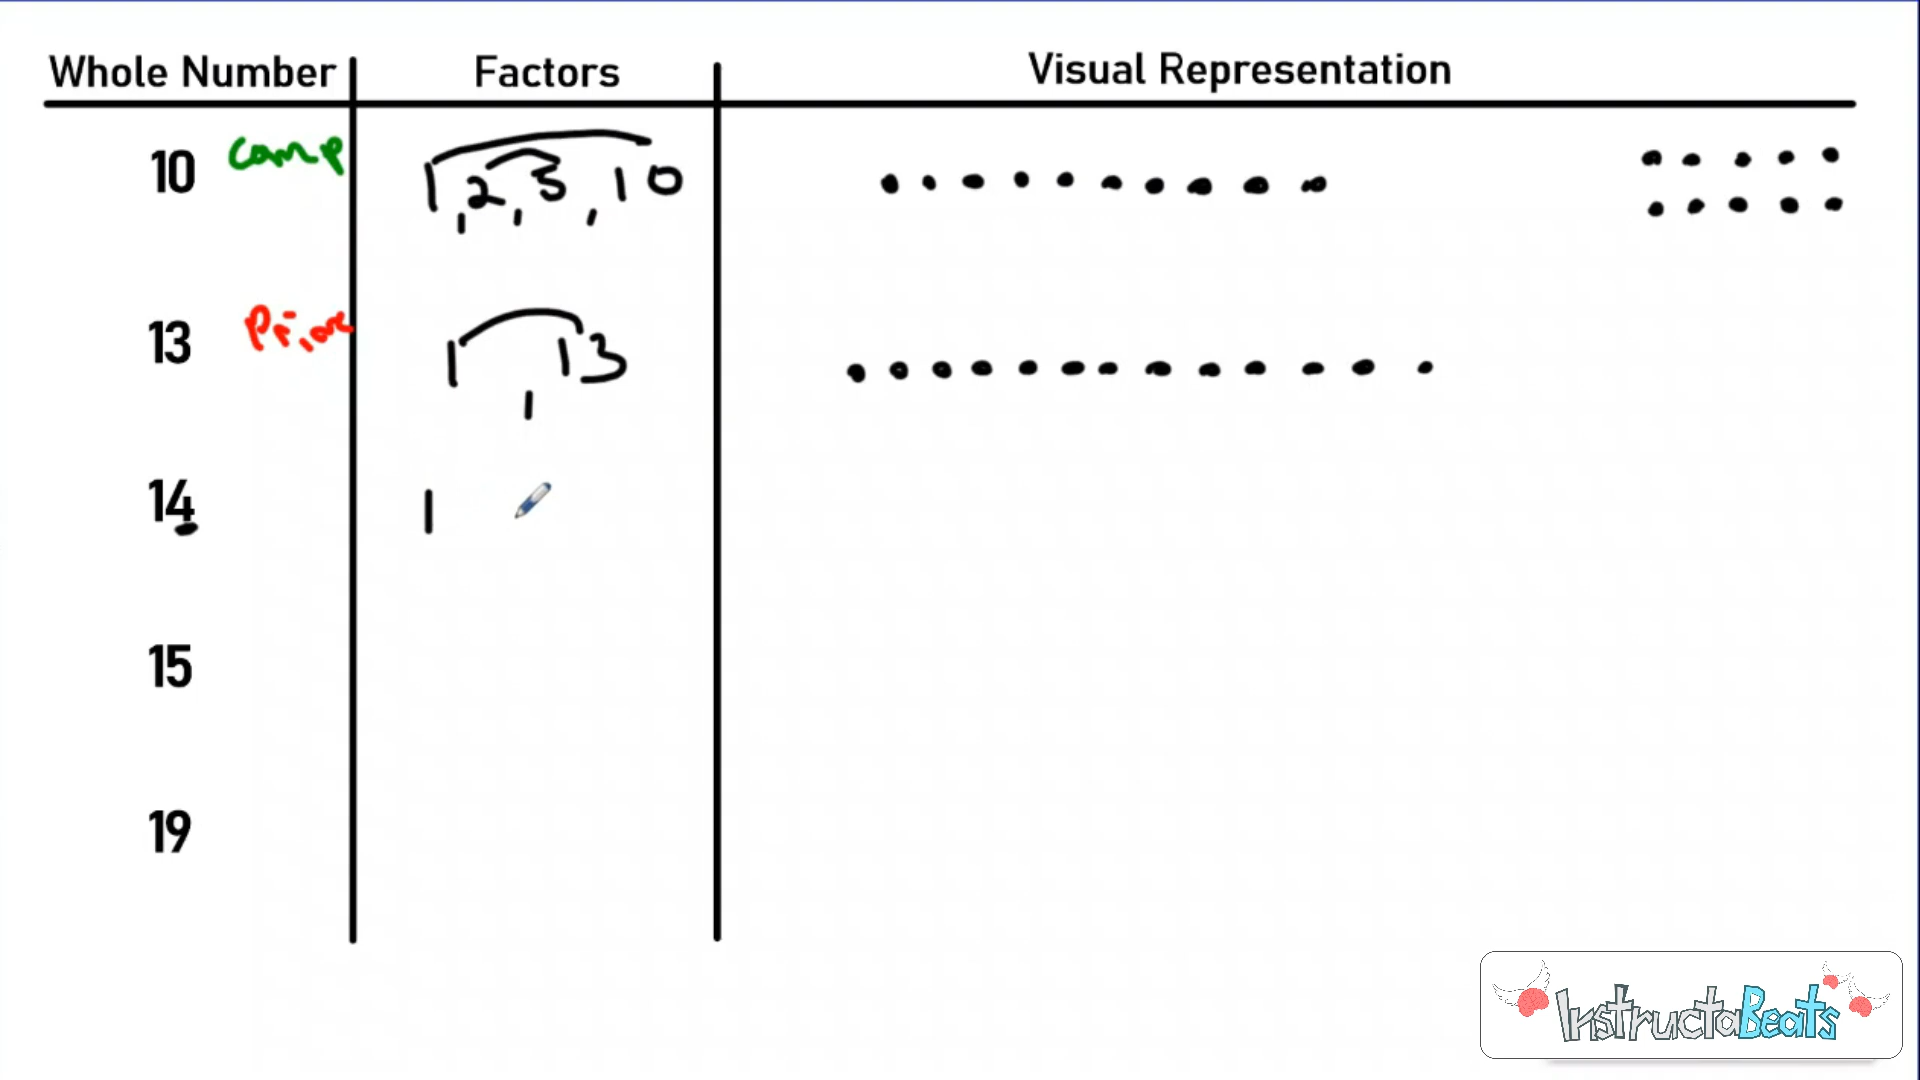 Whole Number Factors Visual Representation
10 comp 1, 2, 5, 10
13 Prime 1, 13
14 1
15
19
InstructaBeats